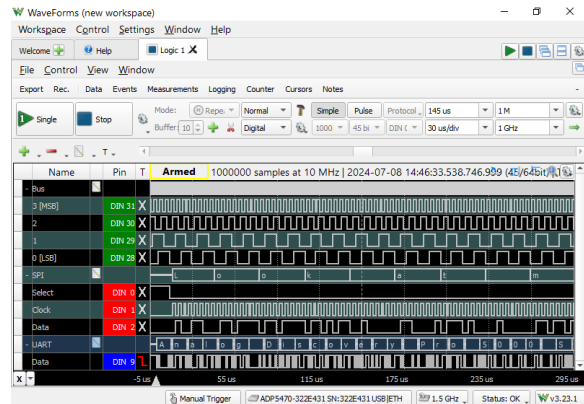 WaveForms (new workspace)
Workspace Control Settings Window Help
Welcome Help Logic 1
File Control View Window
Export Rec. Data Events Measurements Logging Counter Cursors Notes
Single Stop Mode: Repe. Normal Simple Pulse Protocol 145 us 1 M
Buffer: 10 Digital 1000 45 bi DIN ( 30 us/div 1 GHz
T
Name Pin T Armed 1000000 samples at 10 MHz | 2024-07-08 14:46:33.538.746.999
Bus
3 [MSB] DIN 31 X
2 DIN 30 X
1 DIN 29 X
0 [LSB] DIN 28 X
SPI L o o k a t m
Select DIN 0 X
Clock DIN 1 X
Data DIN 2 X
UART A n a l o g D i s c o v e r y P r o 5 0 0 0 S
Data DIN 9
X -5 us 55 us 115 us 175 us 235 us 295 us
Manual Trigger ADP5470-322E431 SN:322E431 USB|ETH 1.5 GHz Status: OK v3.23.1